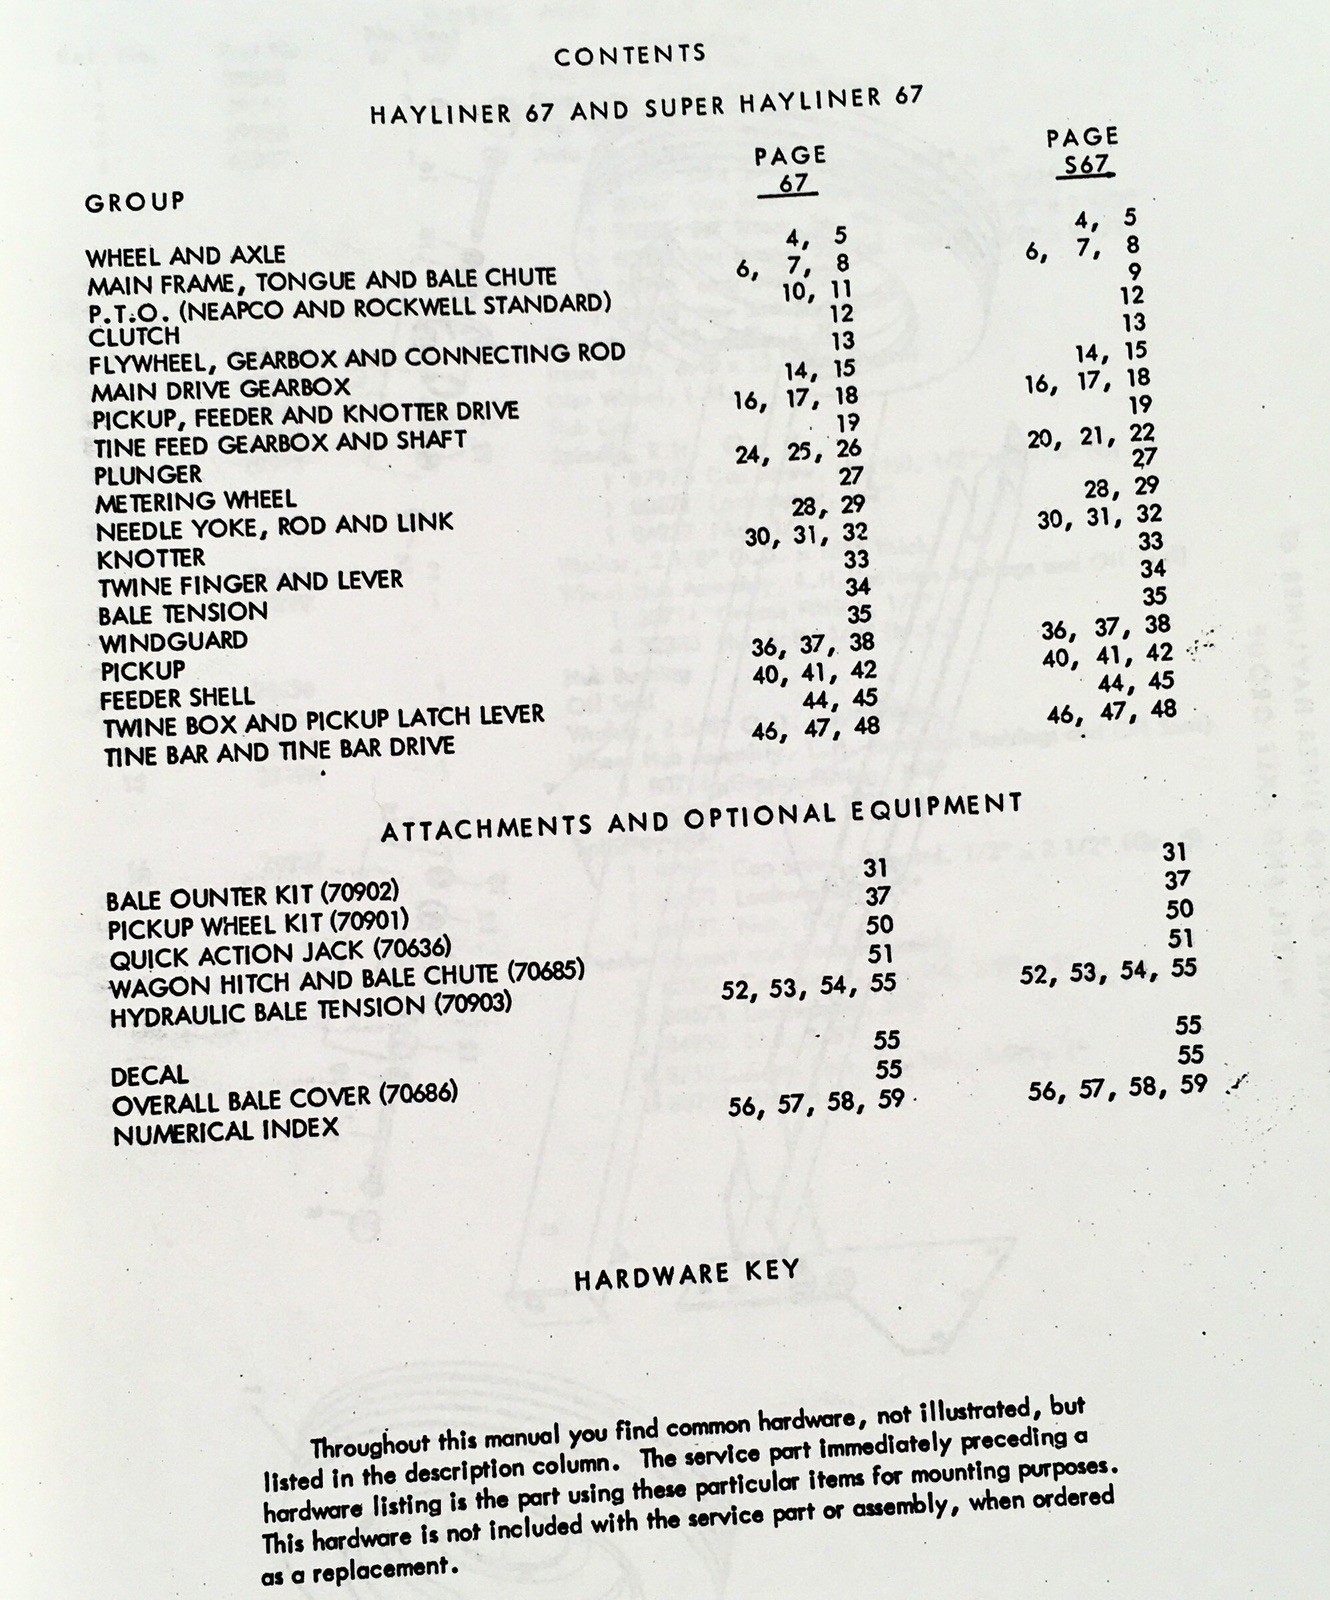 CONTENTS
HAYLINER 67 AND SUPER HAYLINER 67
GROUP PAGE 67 PAGE S67
WHEEL AND AXLE 4, 5 4, 5
MAIN FRAME, TONGUE AND BALE CHUTE 6, 7, 8 6, 7, 8
P.T.O. (NEAPCO AND ROCKWELL STANDARD) 10, 11 9
CLUTCH 12 12
FLYWHEEL, GEARBOX AND CONNECTING ROD 13 13
MAIN DRIVE GEARBOX 14, 15 14, 15
PICKUP, FEEDER AND KNOTTER DRIVE 16, 17, 18 16, 17, 18
TINE FEED GEARBOX AND SHAFT 19 19
PLUNGER 24, 25, 26 20, 21, 22
METERING WHEEL 27 27
NEEDLE YOKE, ROD AND LINK 28, 29 28, 29
KNOTTER 30, 31, 32 30, 31, 32
TWINE FINGER AND LEVER 33 33
BALE TENSION 34 34
WINDGUARD 35 35
PICKUP 36, 37, 38 36, 37, 38
FEEDER SHELL 40, 41, 42 40, 41, 42
TWINE BOX AND PICKUP LATCH LEVER 44, 45 44, 45
TINE BAR AND TINE BAR DRIVE 46, 47, 48 46, 47, 48
ATTACHMENTS AND OPTIONAL EQUIPMENT
BALE OUNTER KIT (70902) 31 31
PICKUP WHEEL KIT (70901) 37 37
QUICK ACTION JACK (70636) 50 50
WAGON HITCH AND BALE CHUTE (70685) 51 51
HYDRAULIC BALE TENSION (70903) 52, 53, 54, 55 52, 53, 54, 55
DECAL 55 55
OVERALL BALE COVER (70686) 55 55
NUMERICAL INDEX 56, 57, 58, 59 56, 57, 58, 59
HARDWARE KEY
Throughout this manual you find common hardware, not illustrated, but
listed in the description column. The service part immediately preceding a
hardware listing is the part using these particular items for mounting purposes.
This hardware is not included with the service part or assembly, when ordered
as a replacement.